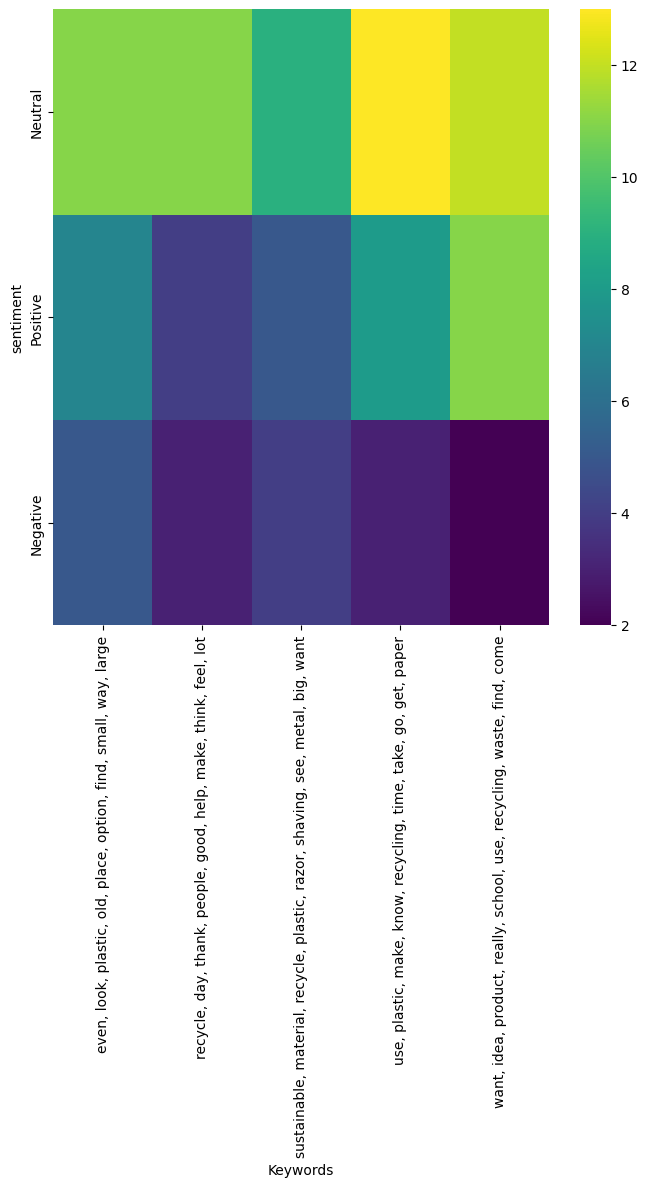 sentiment
Neutral
Positive
Negative
12
10
8
6
4
2
even, look, plastic, old, place, option, find, small, way, large
recycle, day, thank, people, good, help, make, think, feel, lot
sustainable, material, recycle, plastic, razor, shaving, see, metal, big, want
use, plastic, make, know, recycling, time, take, go, get, paper
want, idea, product, really, school, use, recycling, waste, find, come
Keywords